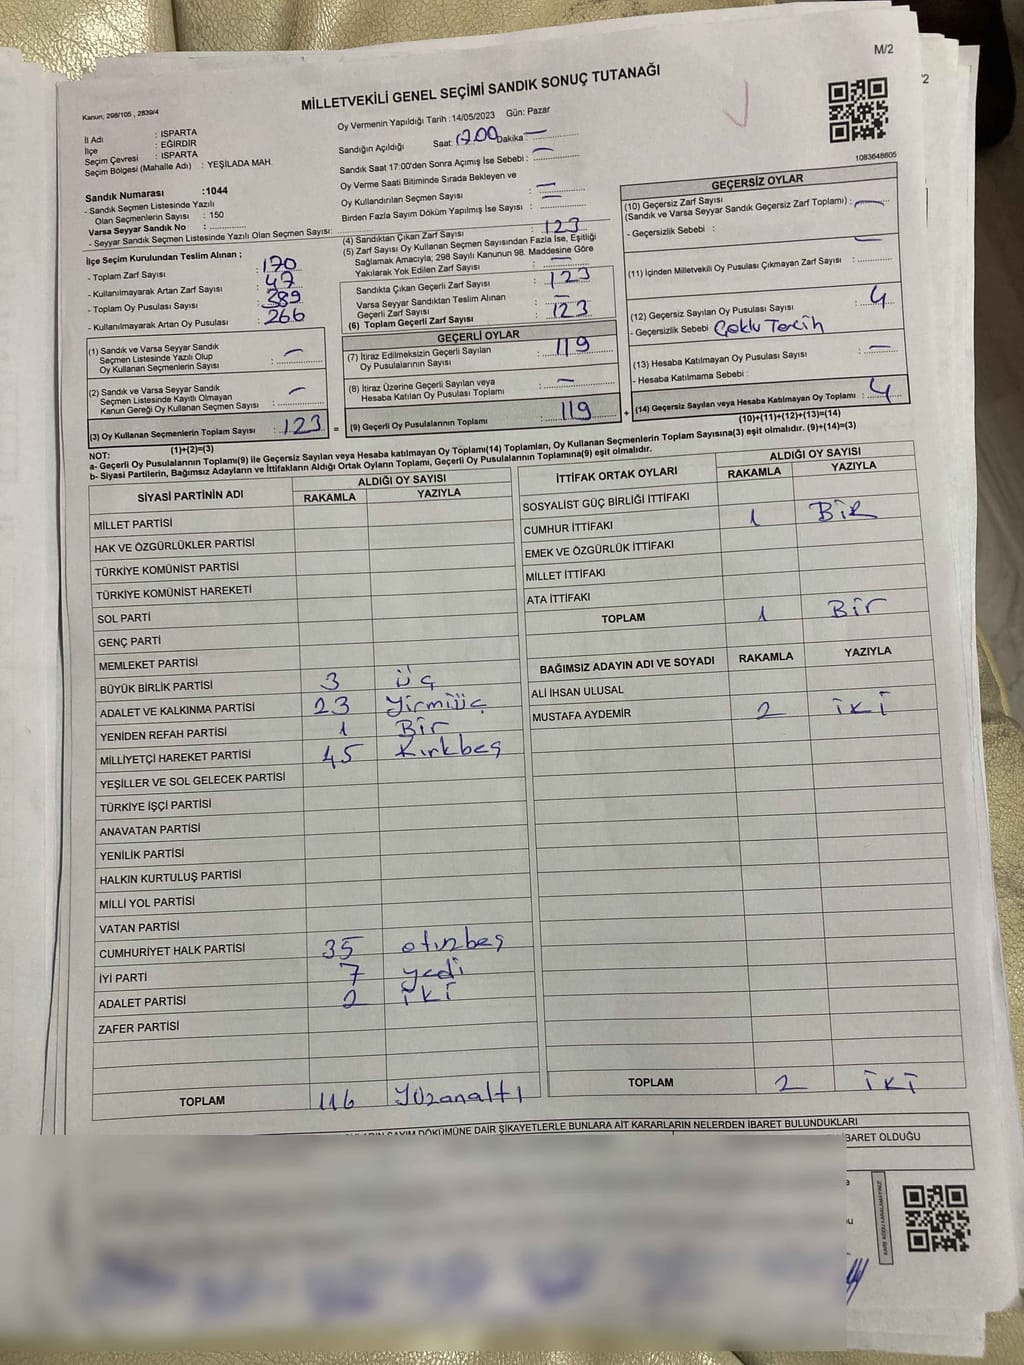 M/2
MİLLETVEKİLİ GENEL SEÇİMİ SANDIK SONUÇ TUTANAĞI
Kanun, 298/105 , 2839/4
İl Adı : ISPARTA
İlçe : EĞİRDİR
Seçim Çevresi : ISPARTA
Seçim Bölgesi (Mahalle Adı) : YEŞİLADA MAH.
Sandık Numarası :1044
- Sandık Seçmen Listesinde Yazılı
Olan Seçmenlerin Sayısı : 150
Varsa Seyyar Sandık No :
- Seyyar Sandık Seçmen Listesinde Yazılı Olan Seçmen Sayısı:
İlçe Seçim Kurulundan Teslim Alınan ;
- Toplam Zarf Sayısı : 170
- Kullanılmayarak Artan Zarf Sayısı : 47
- Toplam Oy Pusulası Sayısı : 389
- Kullanılmayarak Artan Oy Pusulası : 266
(1) Sandık ve Varsa Seyyar Sandık
Seçmen Listesinde Yazılı Olup
Oy Kullanan Seçmenlerin Sayısı : —
(2) Sandık ve Varsa Seyyar Sandık
Seçmen Listesinde Kayıtlı Olmayan
Kanun Gereği Oy Kullanan Seçmen Sayısı : —
(3) Oy Kullanan Seçmenlerin Toplam Sayısı : 123 =
(1)+(2)=(3)
Oy Vermenin Yapıldığı Tarih :14/05/2023 Gün: Pazar
Sandığın Açıldığı Saat: 17.00 Dakika —
Sandık Saat 17:00'den Sonra Açımış İse Sebebi : —
Oy Verme Saati Bitiminde Sırada Bekleyen ve
Oy Kullandırılan Seçmen Sayısı : —
Birden Fazla Sayım Döküm Yapılmış İse Sayısı : —
(4) Sandıktan Çıkan Zarf Sayısı : 123
(5) Zarf Sayısı Oy Kullanan Seçmen Sayısından Fazla İse, Eşitliği
Sağlamak Amacıyla; 298 Sayılı Kanunun 98. Maddesine Göre
Yakılarak Yok Edilen Zarf Sayısı : —
Sandıkta Çıkan Geçerli Zarf Sayısı : 123
Varsa Seyyar Sandıktan Teslim Alınan
Geçerli Zarf Sayısı : —
(6) Toplam Geçerli Zarf Sayısı : 123
GEÇERLİ OYLAR
(7) İtiraz Edilmeksizin Geçerli Sayılan
Oy Pusulalarının Sayısı : 119
(8) İtiraz Üzerine Geçerli Sayılan veya
Hesaba Katılan Oy Pusulası Toplamı : —
(9) Geçerli Oy Pusulalarının Toplamı : 119 +
1083648605
GEÇERSİZ OYLAR
(10) Geçersiz Zarf Sayısı
(Sandık ve Varsa Seyyar Sandık Geçersiz Zarf Toplamı) : —
- Geçersizlik Sebebi :
(11) İçinden Milletvekili Oy Pusulası Çıkmayan Zarf Sayısı : —
(12) Geçersiz Sayılan Oy Pusulası Sayısı : 4
- Geçersizlik Sebebi Çoklu Tercih
(13) Hesaba Katılmayan Oy Pusulası Sayısı : —
- Hesaba Katılmama Sebebi :
(14) Geçersiz Sayılan veya Hesaba Katılmayan Oy Toplamı : 4
(10)+(11)+(12)+(13)=(14)
NOT:
a- Geçerli Oy Pusulalarının Toplamı(9) ile Geçersiz Sayılan veya Hesaba katılmayan Oy Toplamı(14) Toplamları, Oy Kullanan Seçmenlerin Toplam Sayısına(3) eşit olmalıdır. (9)+(14)=(3)
b- Siyasi Partilerin, Bağımsız Adayların ve İttifakların Aldığı Ortak Oyların Toplamı, Geçerli Oy Pusulalarının Toplamına(9) eşit olmalıdır.
SİYASİ PARTİNİN ADI ALDIĞI OY SAYISI
RAKAMLA YAZIYLA
MİLLET PARTİSİ
HAK VE ÖZGÜRLÜKLER PARTİSİ
TÜRKİYE KOMÜNİST PARTİSİ
TÜRKİYE KOMÜNİST HAREKETİ
SOL PARTİ
GENÇ PARTİ
MEMLEKET PARTİSİ
BÜYÜK BİRLİK PARTİSİ 3 üç
ADALET VE KALKINMA PARTİSİ 23 Yirmiüç
YENİDEN REFAH PARTİSİ 1 Bir
MİLLİYETÇİ HAREKET PARTİSİ 45 Kırkbeş
YEŞİLLER VE SOL GELECEK PARTİSİ
TÜRKİYE İŞÇİ PARTİSİ
ANAVATAN PARTİSİ
YENİLİK PARTİSİ
HALKIN KURTULUŞ PARTİSİ
MİLLİ YOL PARTİSİ
VATAN PARTİSİ
CUMHURİYET HALK PARTİSİ 35 otuzbeş
İYİ PARTİ 7 yedi
ADALET PARTİSİ 2 iki
ZAFER PARTİSİ
TOPLAM 116 Yüzonaltı
İTTİFAK ORTAK OYLARI ALDIĞI OY SAYISI
RAKAMLA YAZIYLA
SOSYALİST GÜÇ BİRLİĞİ İTTİFAKI
CUMHUR İTTİFAKI 1 BİR
EMEK VE ÖZGÜRLÜK İTTİFAKI
MİLLET İTTİFAKI
ATA İTTİFAKI
TOPLAM 1 Bir
BAĞIMSIZ ADAYIN ADI VE SOYADI RAKAMLA YAZIYLA
ALİ İHSAN ULUSAL
MUSTAFA AYDEMİR 2 iki
TOPLAM 2 iki
SAYIM DÖKÜMÜNE DAİR ŞİKAYETLERLE BUNLARA AİT KARARLARIN NELERDEN İBARET BULUNDUKLARI
İBARET OLDUĞU